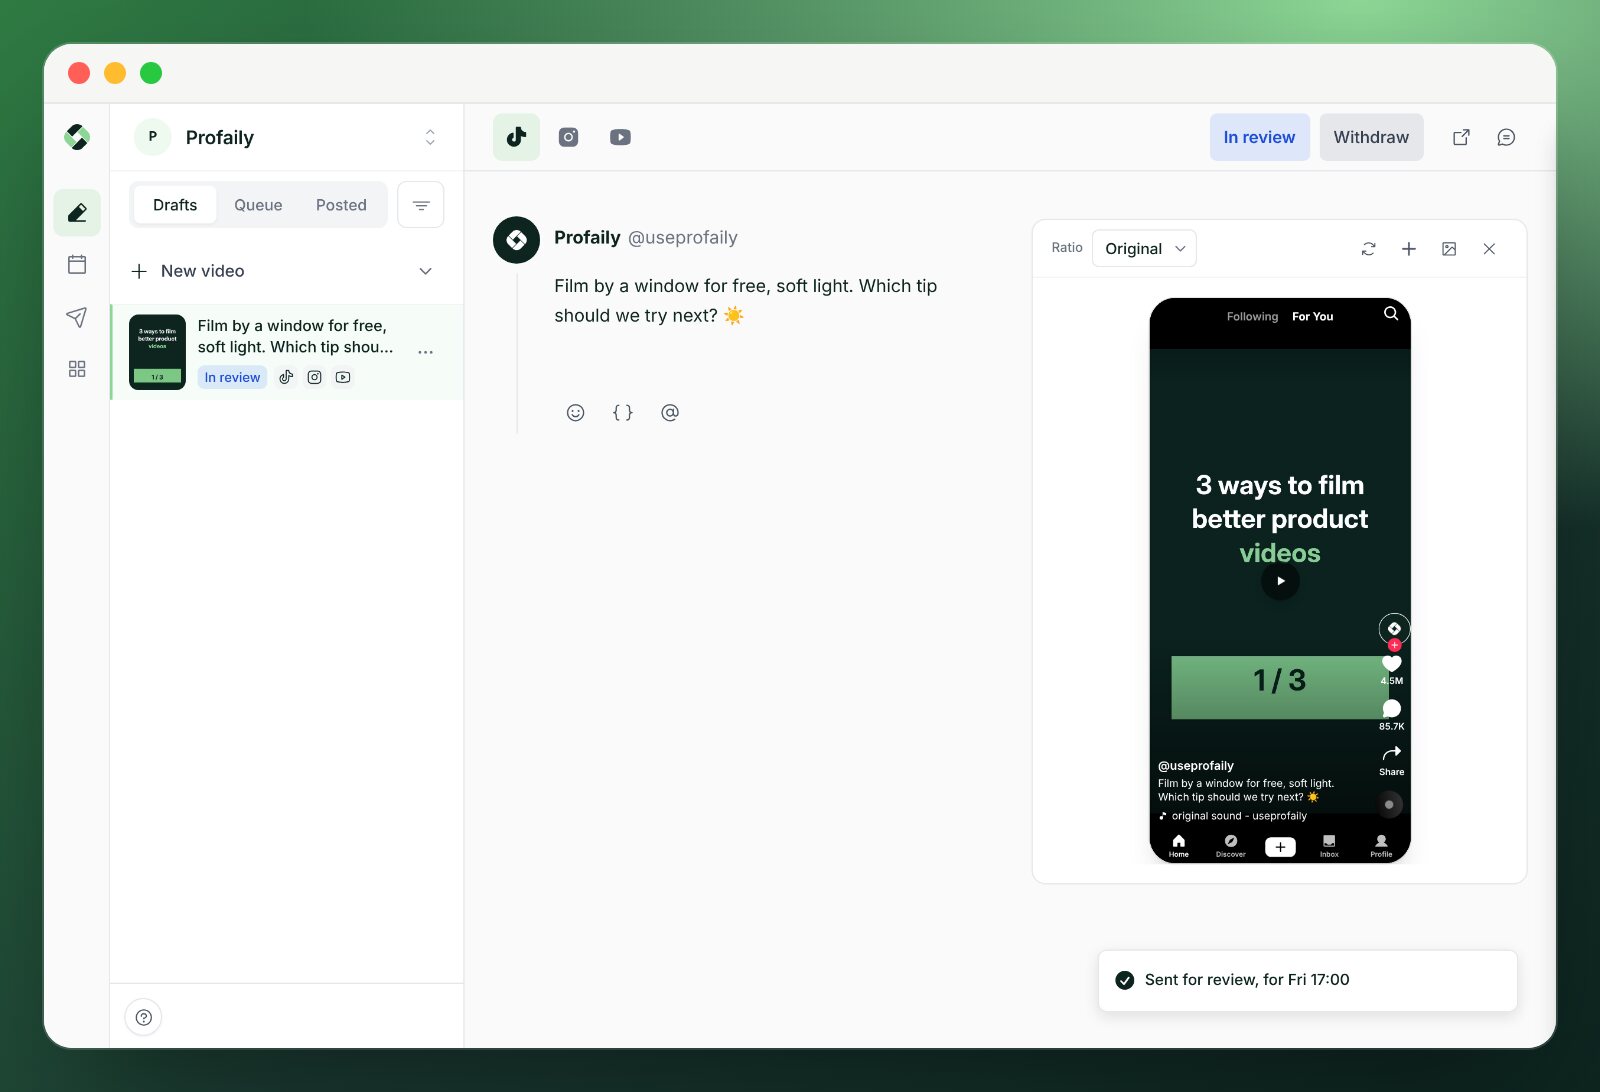 P Profaily
In review Withdraw
Drafts Queue Posted
New video
3 ways to film
better product
videos
1 / 3
Film by a window for free,
soft light. Which tip shou...
In review
Profaily @useprofaily
Film by a window for free, soft light. Which tip
should we try next? ☀️
{ } @
Ratio Original
Following For You
3 ways to film
better product
videos
1 / 3
4.5M
85.7K
Share
@useprofaily
Film by a window for free, soft light.
Which tip should we try next? ☀️
original sound - useprofaily
Home Discover Inbox Profile
Sent for review, for Fri 17:00